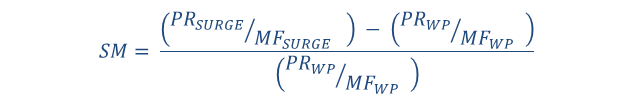 SM = ((PR_SURGE / MF_SURGE) − (PR_WP / MF_WP)) / (PR_WP / MF_WP)